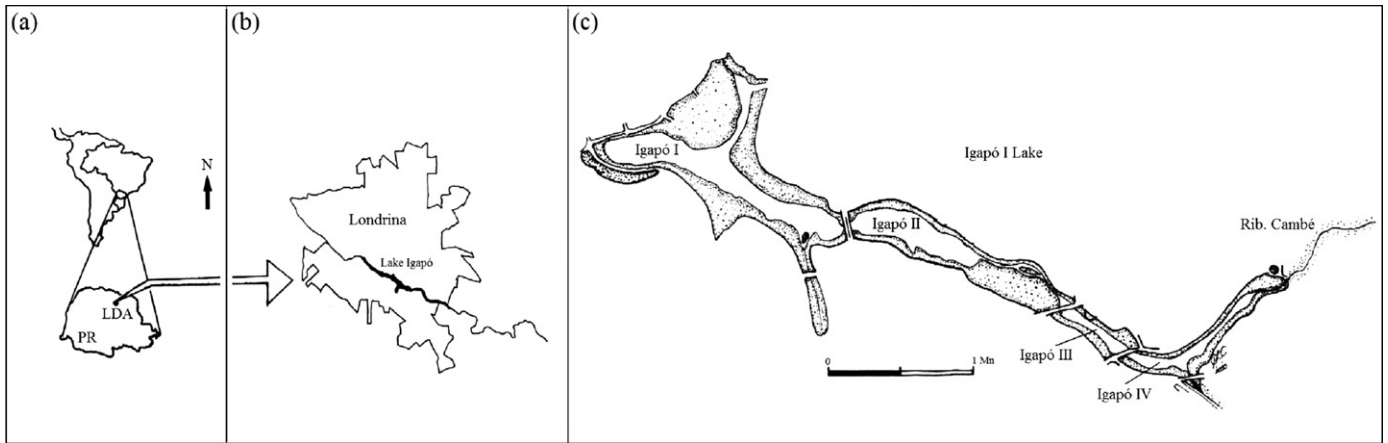 (a)
N
LDA
PR
(b)
Londrina
Lake Igapó
(c)
Igapó I
Igapó I Lake
Igapó II
Rib. Cambé
Igapó III
Igapó IV
0
1 Mn